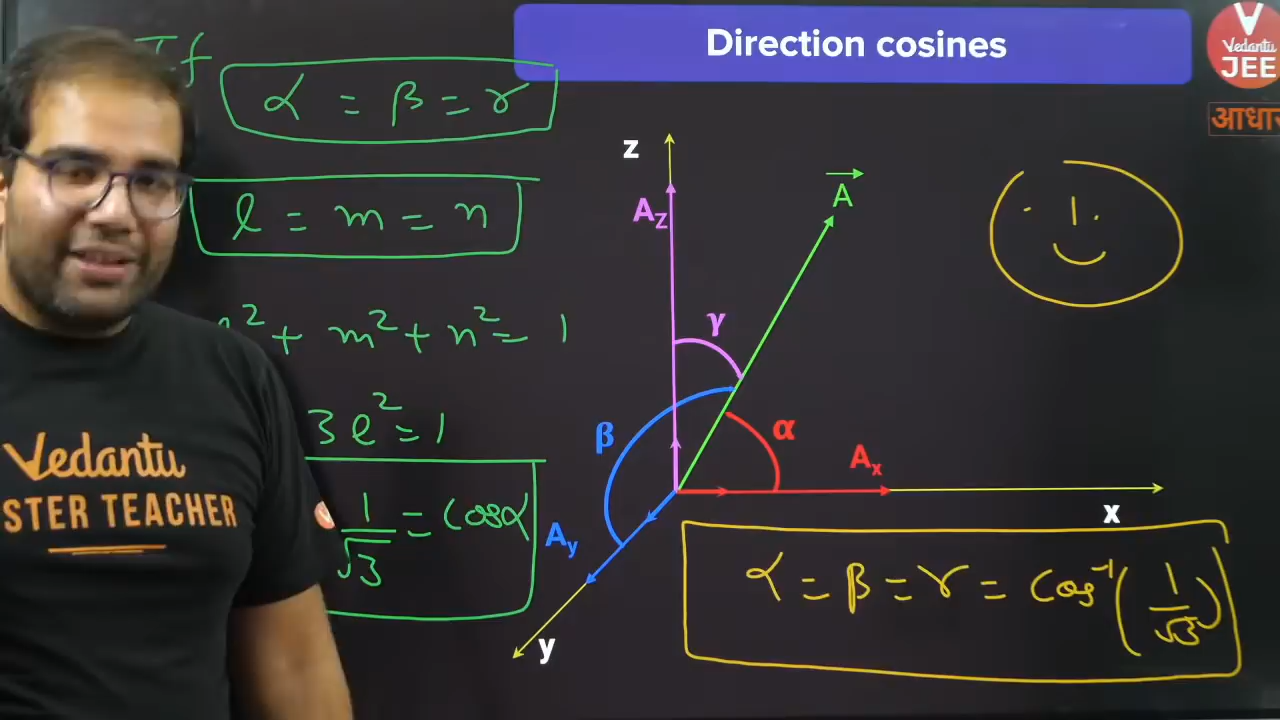 Direction cosines
Vedantu
JEE
If
α = β = γ
l = m = n
² + m² + n² = 1
3l² = 1
1/√3 = cosα
z
A_z
A
γ
β
α
A_x
x
A_y
y
α = β = γ = cos⁻¹(1/√3)
Vedantu
STER TEACHER